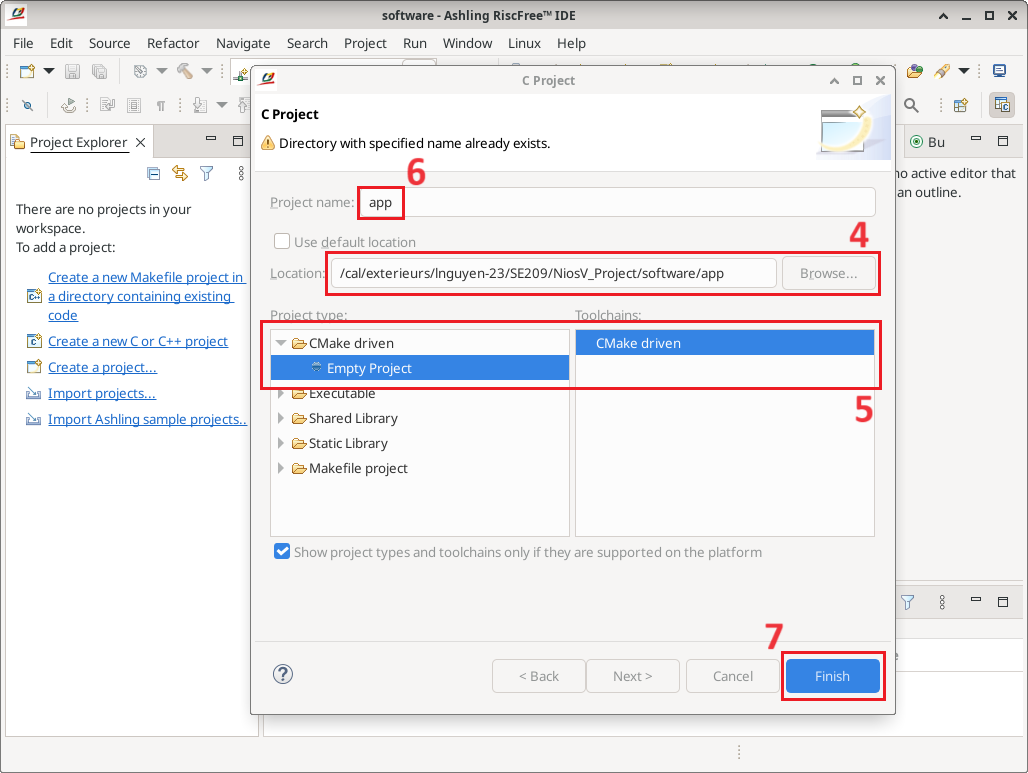 software - Ashling RiscFree™ IDE
File Edit Source Refactor Navigate Search Project Run Window Linux Help
C Project
C Project
Directory with specified name already exists.
6
Project name: app
Use default location
4
Location: /cal/exterieurs/lnguyen-23/SE209/NiosV_Project/software/app Browse...
Project type: Toolchains:
CMake driven CMake driven
Empty Project
Executable
5
Shared Library
Static Library
Makefile project
Show project types and toolchains only if they are supported on the platform
7
< Back Next > Cancel Finish
Project Explorer
There are no projects in your
workspace.
To add a project:
Create a new Makefile project in
a directory containing existing
code
Create a new C or C++ project
Create a project...
Import projects...
Import Ashling sample projects..
Bu
no active editor that
an outline.